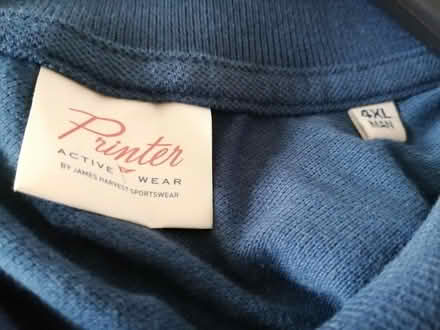 Printer
ACTIVE WEAR
BY JAMES HARVEST SPORTSWEAR
4XL
MAN